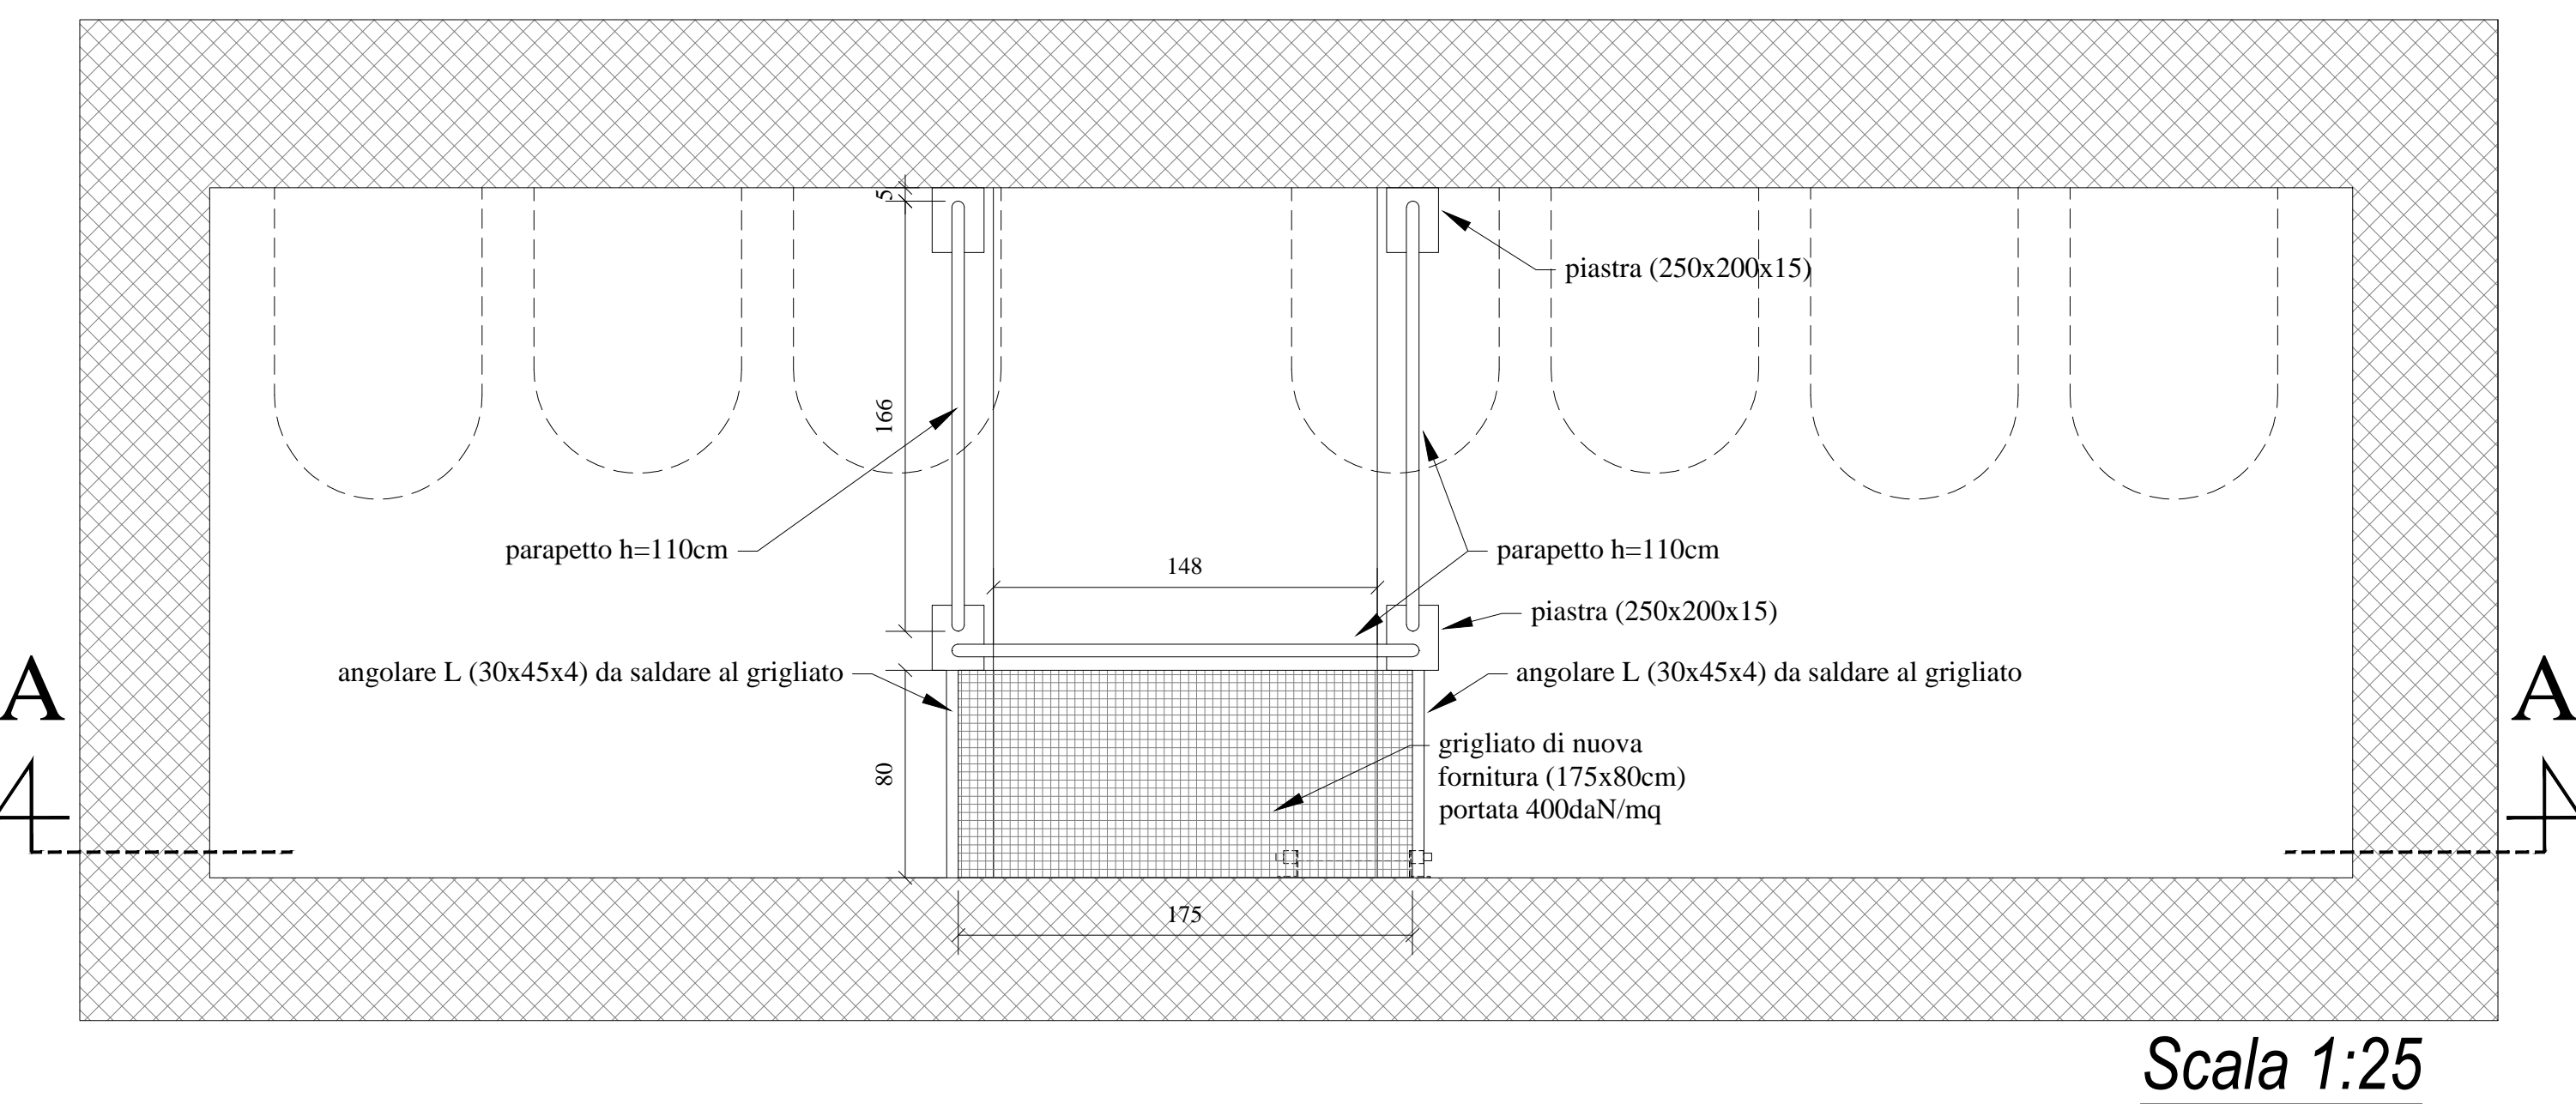 5
piastra (250x200x15)
166
parapetto h=110cm
parapetto h=110cm
148
piastra (250x200x15)
angolare L (30x45x4) da saldare al grigliato
angolare L (30x45x4) da saldare al grigliato
A
A
grigliato di nuova
fornitura (175x80cm)
portata 400daN/mq
80
175
Scala 1:25